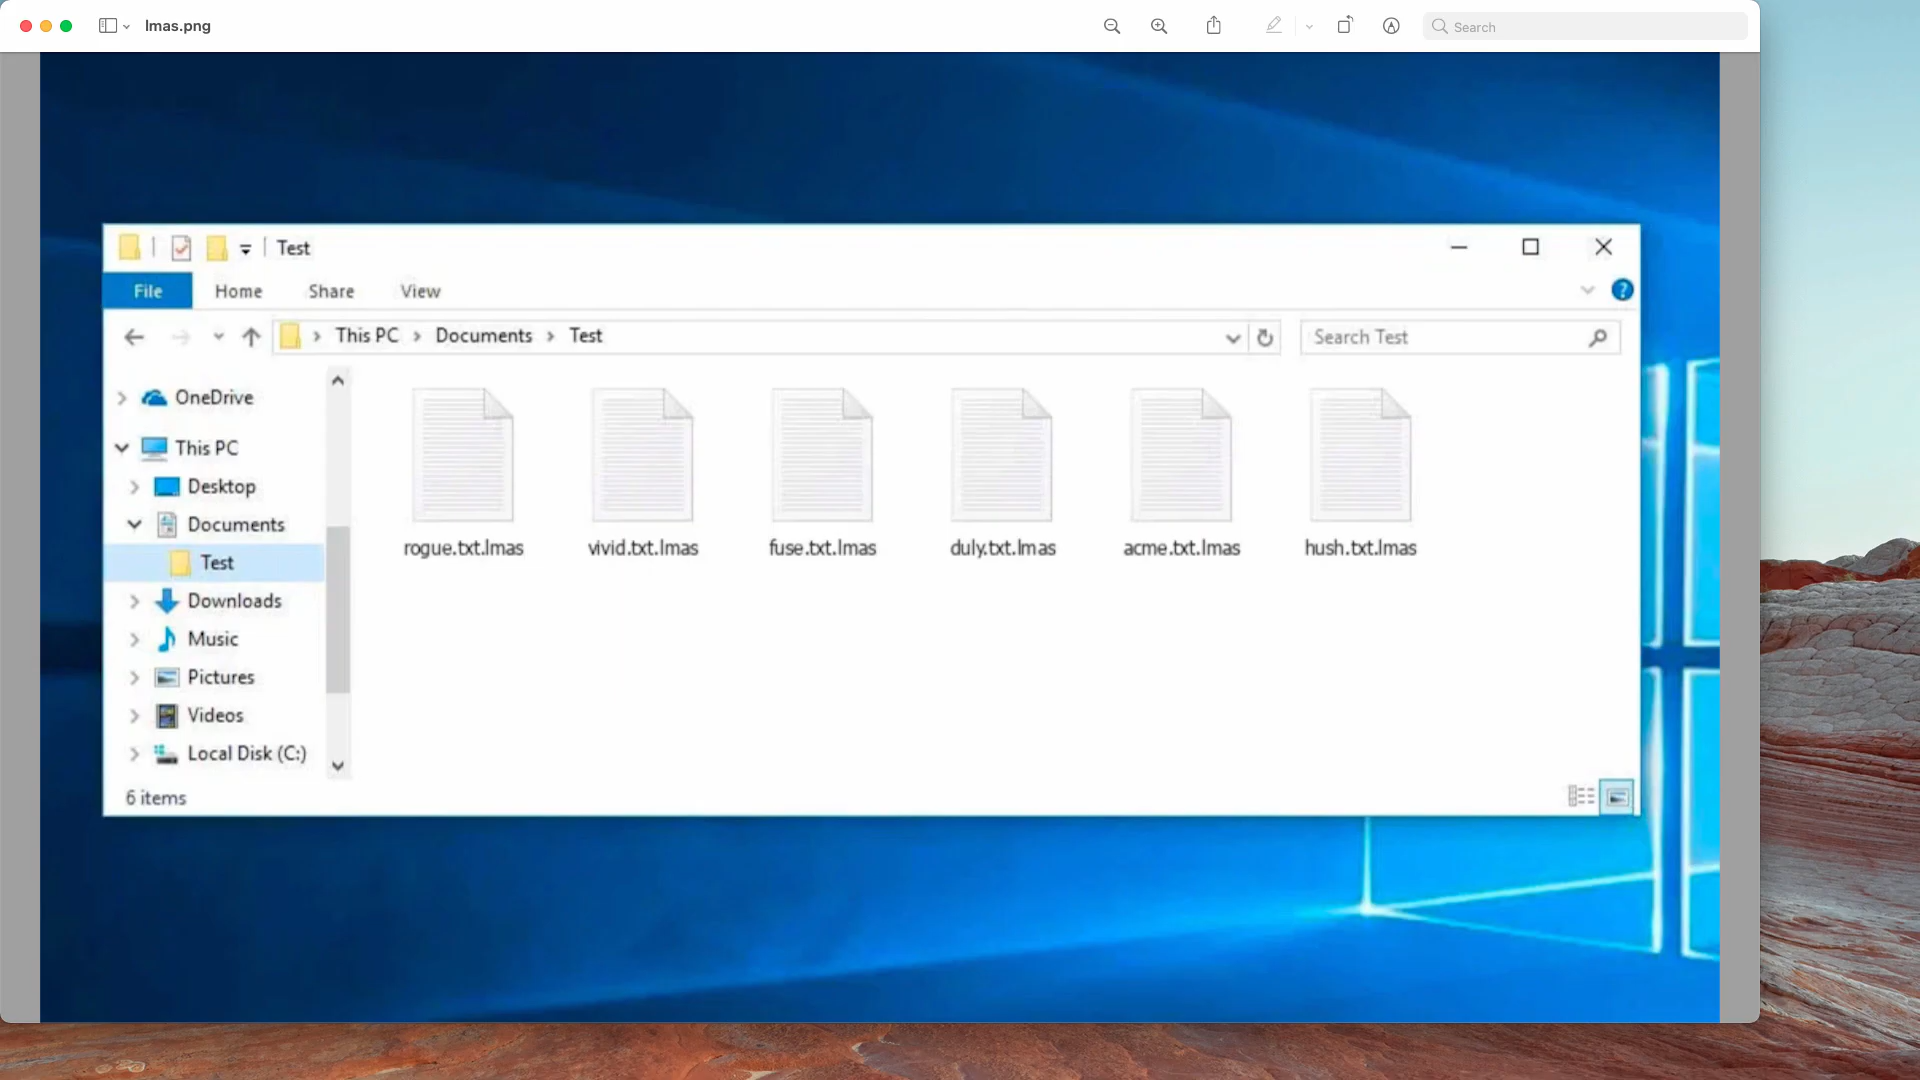 lmas.png
Search
Test
File Home Share View
This PC Documents Test
Search Test
OneDrive
This PC
Desktop
Documents
Test
Downloads
Music
Pictures
Videos
Local Disk (C:)
rogue.txt.lmas vivid.txt.lmas fuse.txt.lmas duly.txt.lmas acme.txt.lmas hush.txt.lmas
6 items